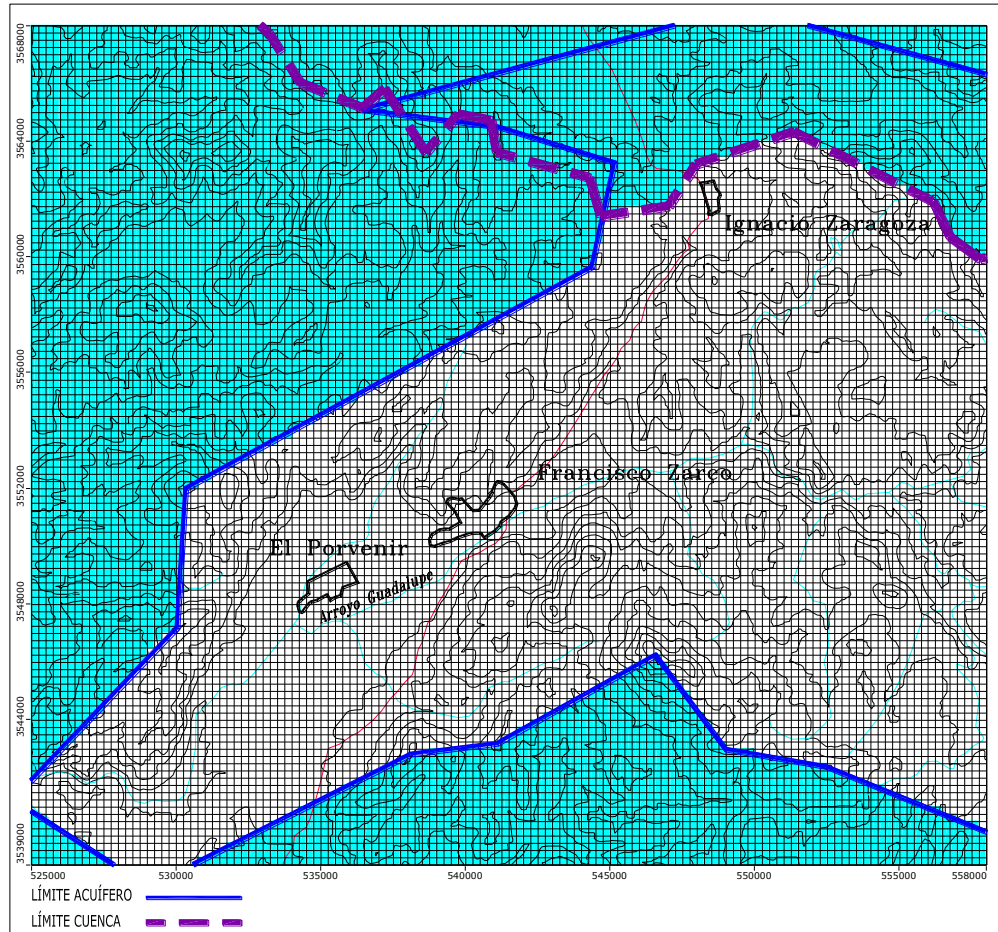 3568000
3564000
3560000
3556000
3552000
3548000
3544000
3539000
Ignacio Zaragoza
Francisco Zarco
El Porvenir
Arroyo Guadalupe
525000 530000 535000 540000 545000 550000 555000 558000
LÍMITE ACUÍFERO
LÍMITE CUENCA